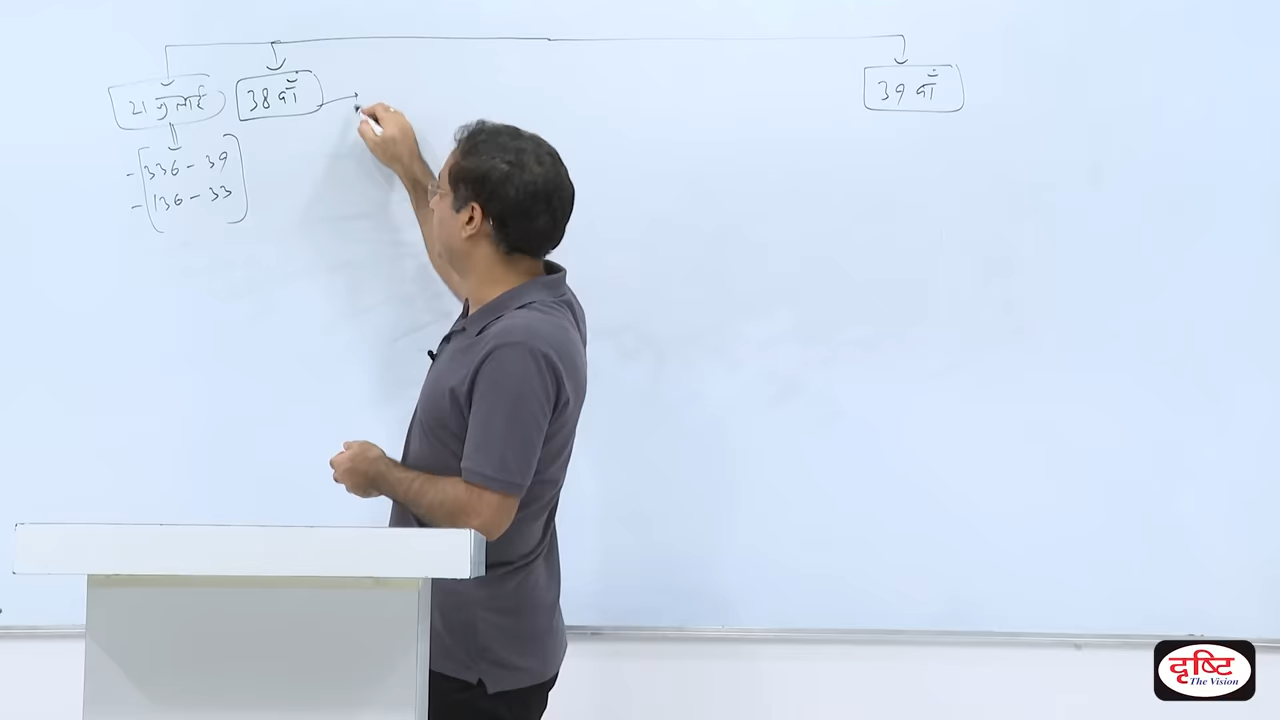 21 जुलाई
38 वाँ
39 वाँ
- 336 - 39
- 136 - 33
दृष्टि
The Vision